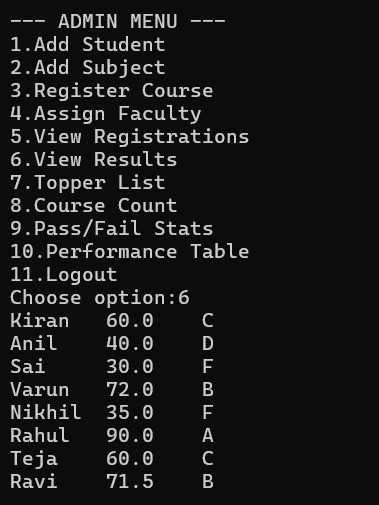 --- ADMIN MENU ---
1.Add Student
2.Add Subject
3.Register Course
4.Assign Faculty
5.View Registrations
6.View Results
7.Topper List
8.Course Count
9.Pass/Fail Stats
10.Performance Table
11.Logout
Choose option:6
Kiran   60.0    C
Anil    40.0    D
Sai     30.0    F
Varun   72.0    B
Nikhil  35.0    F
Rahul   90.0    A
Teja    60.0    C
Ravi    71.5    B